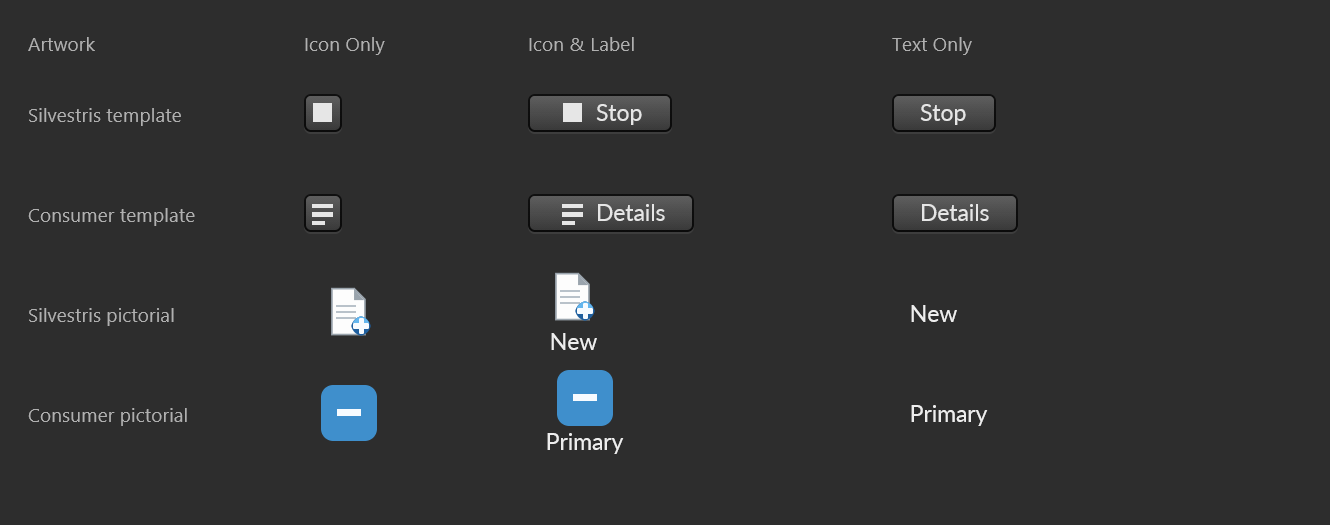 Artwork Icon Only Icon & Label Text Only
Silvestris template Stop Stop
Consumer template Details Details
Silvestris pictorial New New
Consumer pictorial Primary Primary